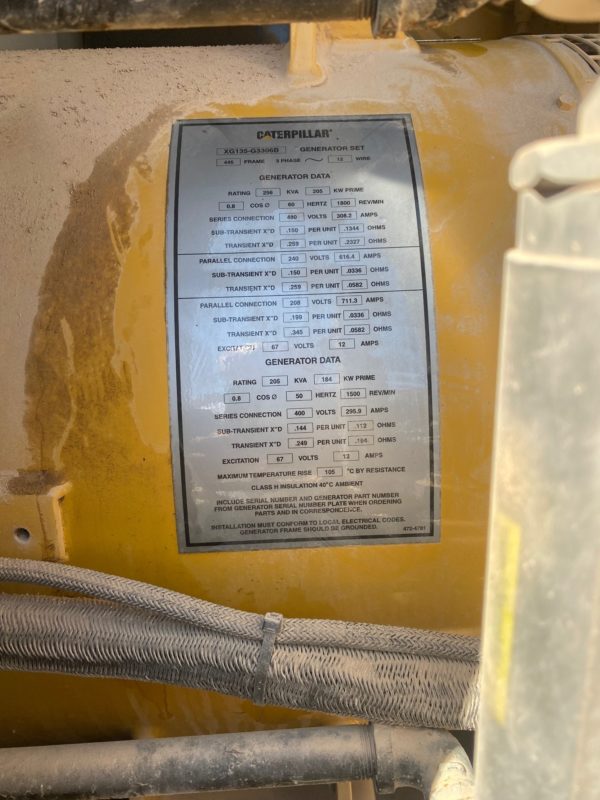 CATERPILLAR
XG135-G3306B GENERATOR SET
446 FRAME 3 PHASE 12 WIRE
GENERATOR DATA
RATING 256 KVA 205 KW PRIME
0.8 COS Ø 60 HERTZ 1800 REV/MIN
SERIES CONNECTION 480 VOLTS 308.2 AMPS
SUB-TRANSIENT X"D .150 PER UNIT .1344 OHMS
TRANSIENT X'D .259 PER UNIT .2327 OHMS
PARALLEL CONNECTION 240 VOLTS 616.4 AMPS
SUB-TRANSIENT X"D .150 PER UNIT .0336 OHMS
TRANSIENT X'D .259 PER UNIT .0582 OHMS
PARALLEL CONNECTION 208 VOLTS 711.3 AMPS
SUB-TRANSIENT X"D .199 PER UNIT .0336 OHMS
TRANSIENT X'D .345 PER UNIT .0582 OHMS
EXCITATION 67 VOLTS 12 AMPS
GENERATOR DATA
RATING 205 KVA 164 KW PRIME
0.8 COS Ø 50 HERTZ 1500 REV/MIN
SERIES CONNECTION 400 VOLTS 295.9 AMPS
SUB-TRANSIENT X"D .144 PER UNIT .112 OHMS
TRANSIENT X'D .249 PER UNIT .194 OHMS
EXCITATION 67 VOLTS 12 AMPS
MAXIMUM TEMPERATURE RISE 105 °C BY RESISTANCE
CLASS H INSULATION 40°C AMBIENT
INCLUDE SERIAL NUMBER AND GENERATOR PART NUMBER
FROM GENERATOR SERIAL NUMBER PLATE WHEN ORDERING
PARTS AND IN CORRESPONDENCE.
INSTALLATION MUST CONFORM TO LOCAL ELECTRICAL CODES.
GENERATOR FRAME SHOULD BE GROUNDED. 472-4781